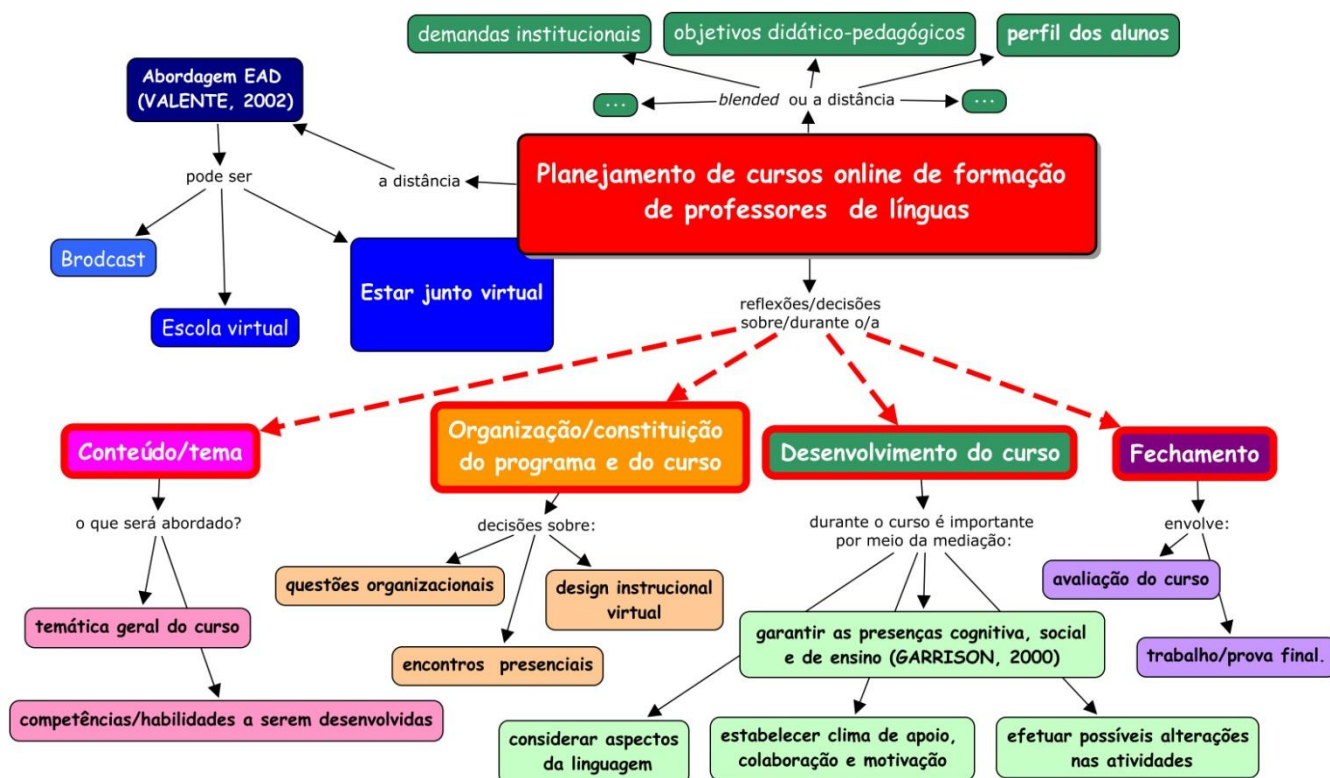 demandas institucionais
objetivos didático-pedagógicos
perfil dos alunos
Abordagem EAD
(VALENTE, 2002)
...
blended ou a distância
...
pode ser
a distância
Planejamento de cursos online de formação
de professores de línguas
Brodcast
Escola virtual
Estar junto virtual
reflexões/decisões
sobre/durante o/a
Conteúdo/tema
Organização/constituição
do programa e do curso
Desenvolvimento do curso
Fechamento
o que será abordado?
decisões sobre:
durante o curso é importante
por meio da mediação:
envolve:
temática geral do curso
competências/habilidades a serem desenvolvidas
questões organizacionais
design instrucional
virtual
encontros presenciais
garantir as presenças cognitiva, social
e de ensino (GARRISON, 2000)
considerar aspectos
da linguagem
estabelecer clima de apoio,
colaboração e motivação
efetuar possíveis alterações
nas atividades
avaliação do curso
trabalho/prova final.